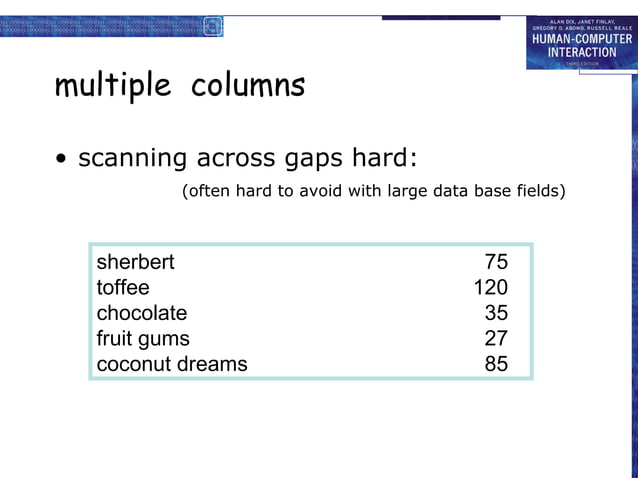 ALAN DIX, JANET FINLAY,
GREGORY D. ABOWD, RUSSELL BEALE
HUMAN-COMPUTER
INTERACTION
THIRD EDITION
multiple columns
• scanning across gaps hard:
(often hard to avoid with large data base fields)
sherbert 75
toffee 120
chocolate 35
fruit gums 27
coconut dreams 85